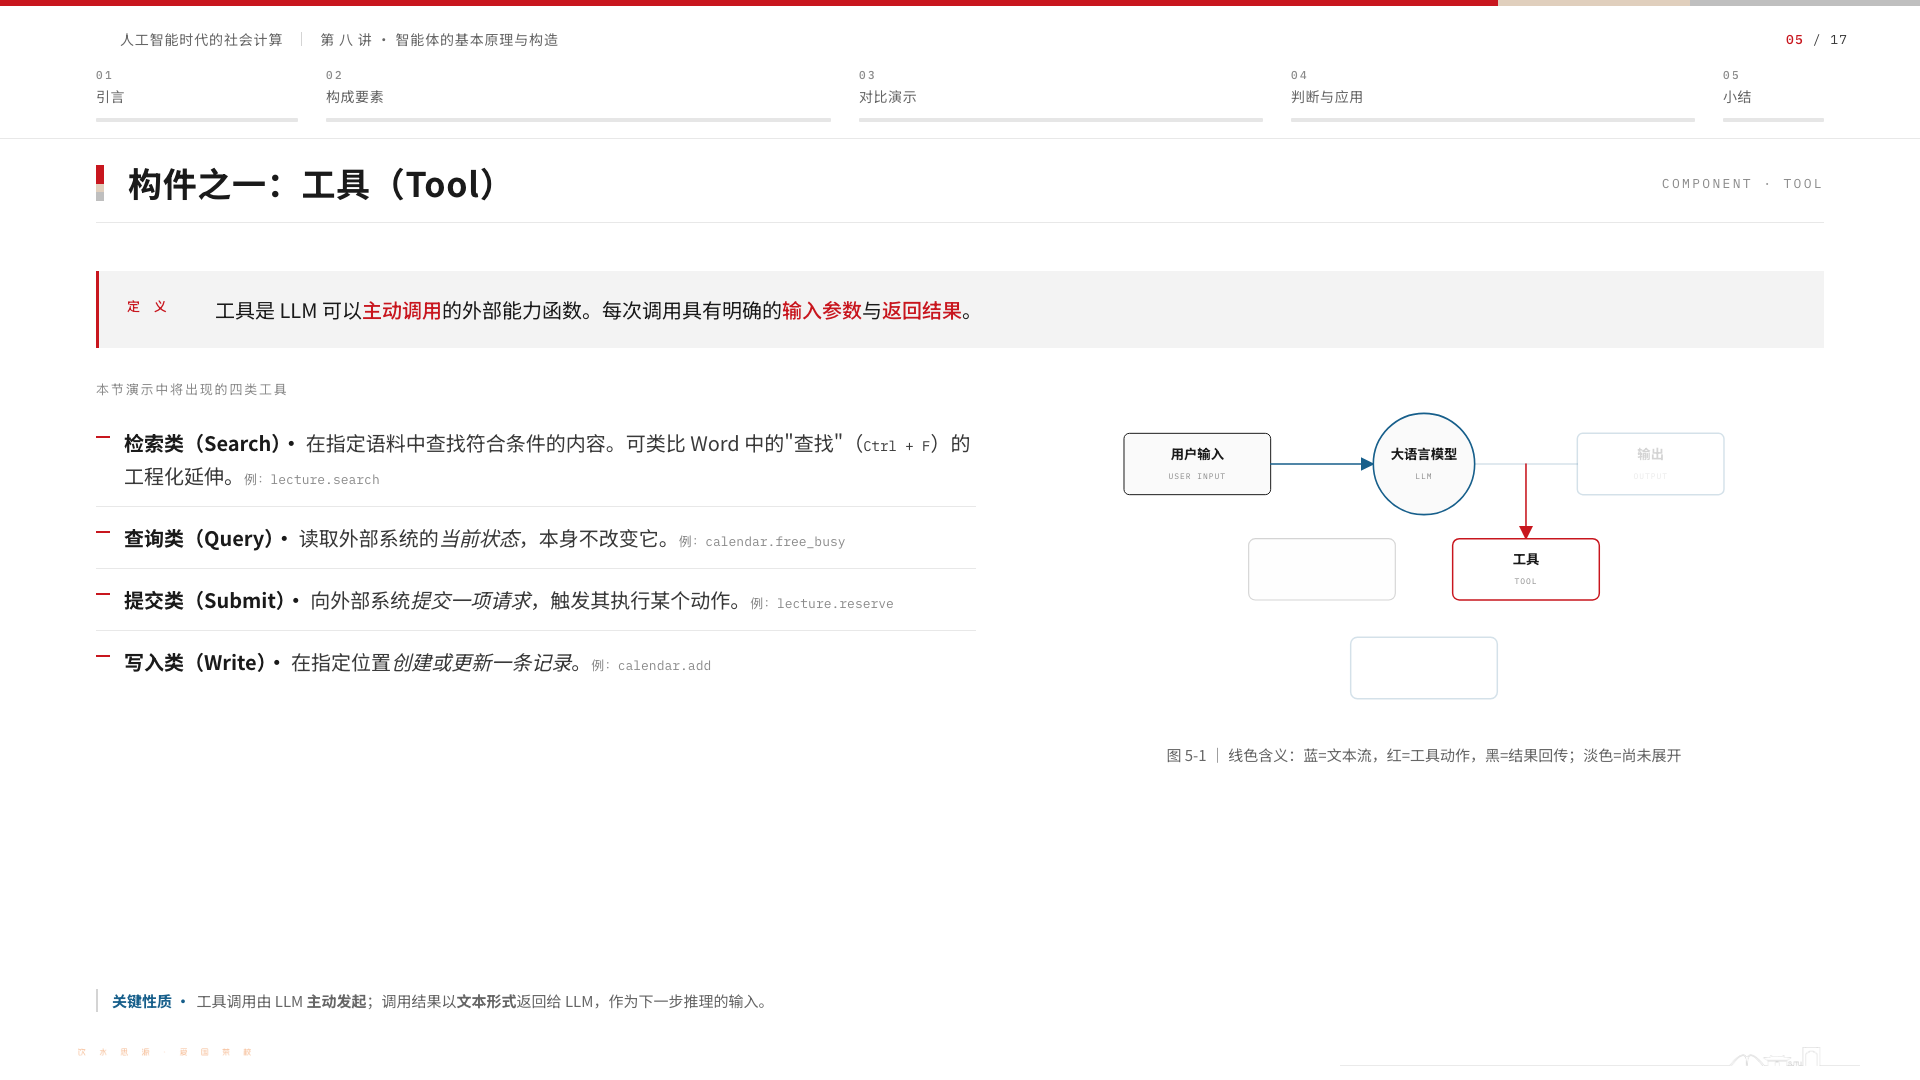 人工智能时代的社会计算 | 第 八 讲 · 智能体的基本原理与构造
05 / 17
01
引言
02
构成要素
03
对比演示
04
判断与应用
05
小结
构件之一：工具（Tool）
COMPONENT · TOOL
定 义
工具是 LLM 可以主动调用的外部能力函数。每次调用具有明确的输入参数与返回结果。
本节演示中将出现的四类工具
检索类（Search）· 在指定语料中查找符合条件的内容。可类比 Word 中的"查找"（Ctrl + F）的
工程化延伸。例：lecture.search
查询类（Query）· 读取外部系统的当前状态，本身不改变它。例：calendar.free_busy
提交类（Submit）· 向外部系统提交一项请求，触发其执行某个动作。例：lecture.reserve
写入类（Write）· 在指定位置创建或更新一条记录。例：calendar.add
用户输入
USER INPUT
大语言模型
LLM
输出
OUTPUT
工具
TOOL
图 5-1 | 线色含义：蓝=文本流，红=工具动作，黑=结果回传；淡色=尚未展开
关键性质 · 工具调用由 LLM 主动发起；调用结果以文本形式返回给 LLM，作为下一步推理的输入。
饮 水 思 源 · 爱 国 荣 校